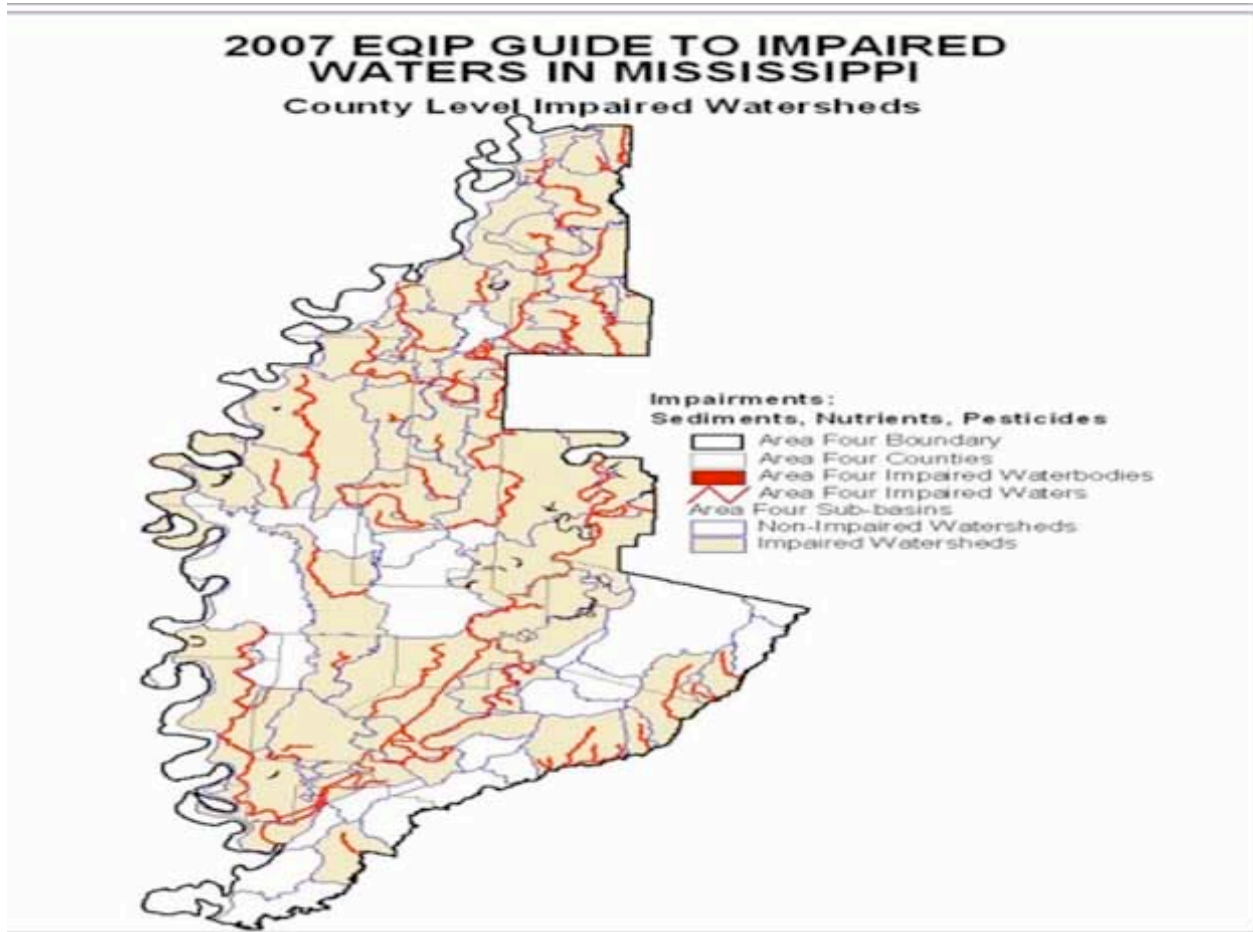 2007 EQIP GUIDE TO IMPAIRED
WATERS IN MISSISSIPPI
County Level Impaired Watersheds
Impairments:
Sediments, Nutrients, Pesticides
Area Four Boundary
Area Four Counties
Area Four Impaired Waterbodies
Area Four Impaired Waters
Area Four Sub-basins
Non-Impaired Watersheds
Impaired Watersheds